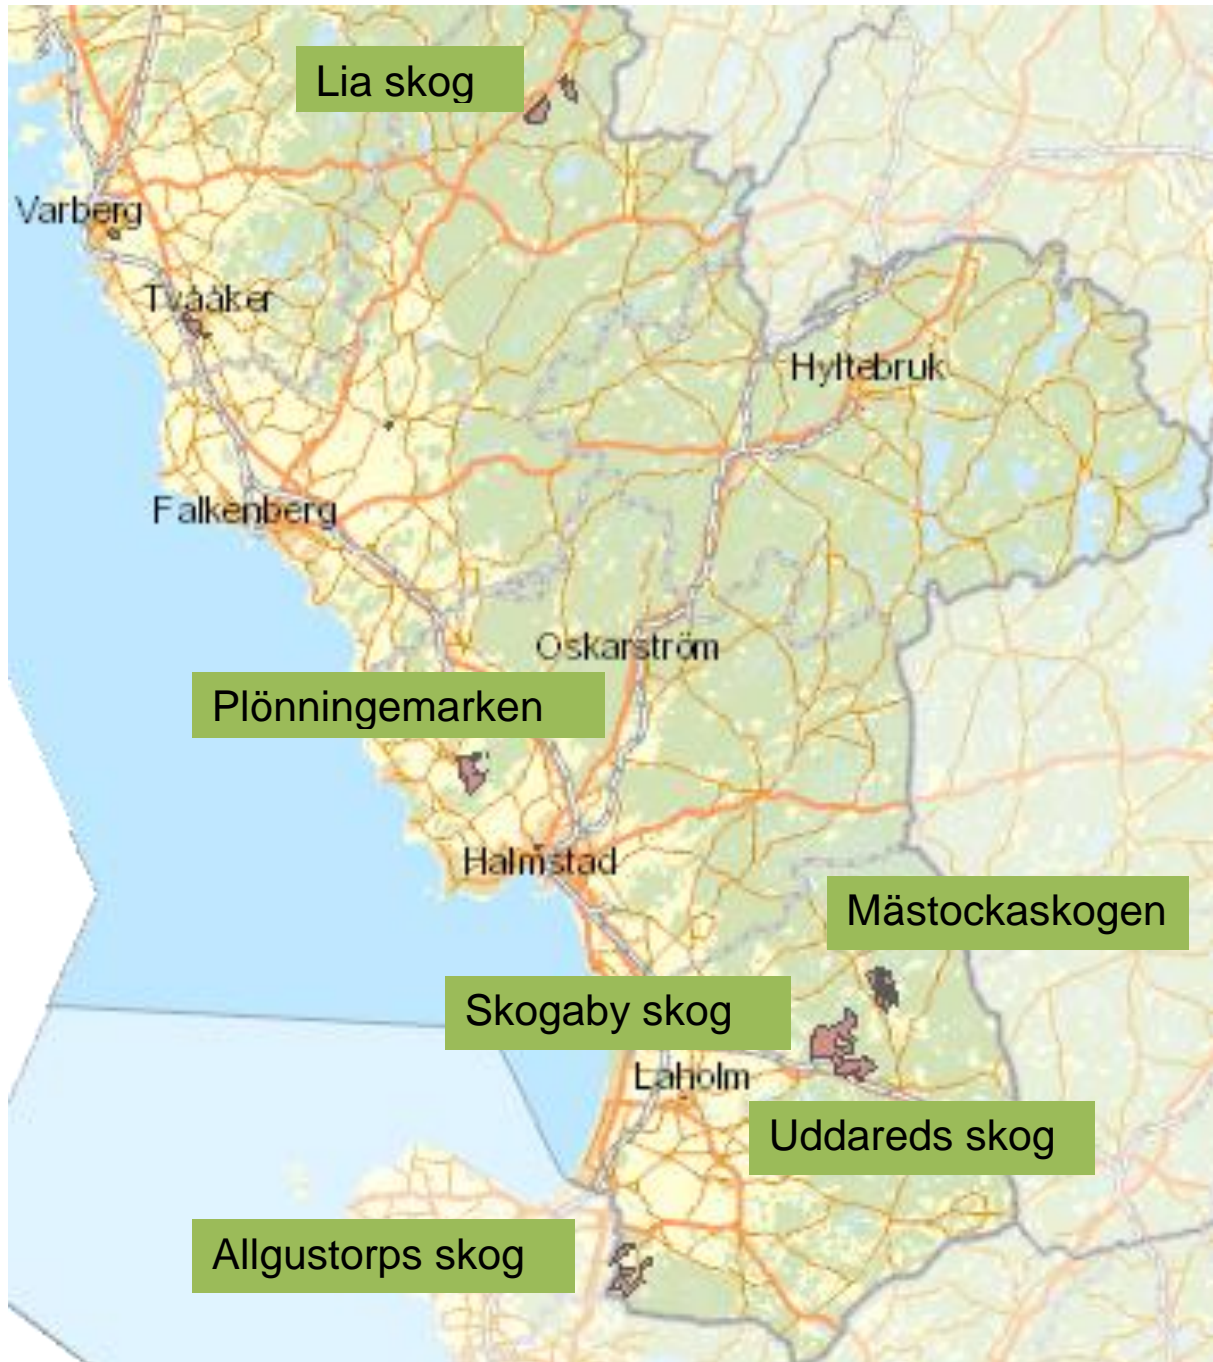 Lia skog
Varberg
Tvååker
Hyltebruk
Falkenberg
Oskarström
Plönningemarken
Halmstad
Mästockaskogen
Skogaby skog
Laholm
Uddareds skog
Allgustorps skog